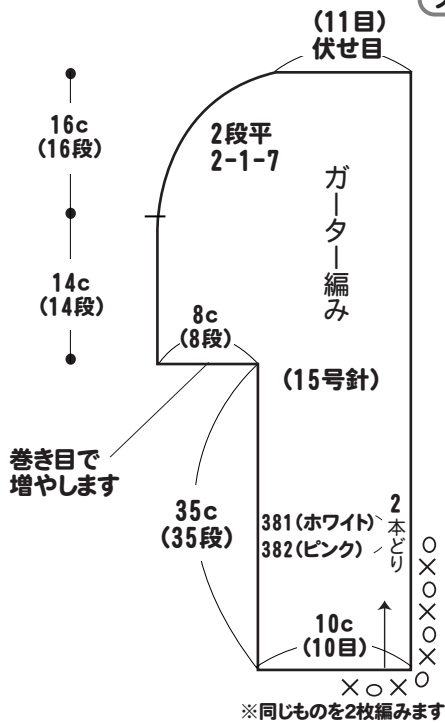 (11目)
伏せ目
16c
(16段)
2段平
2-1-7
ガーター編み
14c
(14段)
8c
(8段)
(15号針)
巻き目で
増やします
35c
(35段)
381(ホワイト)
382(ピンク)
2本どり
10c
(10目)
○
×
○
×
○
×
○
×○×
※同じものを2枚編みます